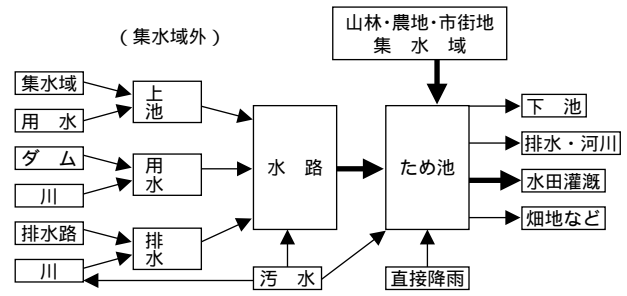 山林・農地・市街地
集 水 域
（集水域外）
集水域
用 水
上池
ダ ム
川
用水
排水路
川
排水
水 路
ため池
下 池
排水・河川
水田灌漑
畑地など
汚 水
直接降雨